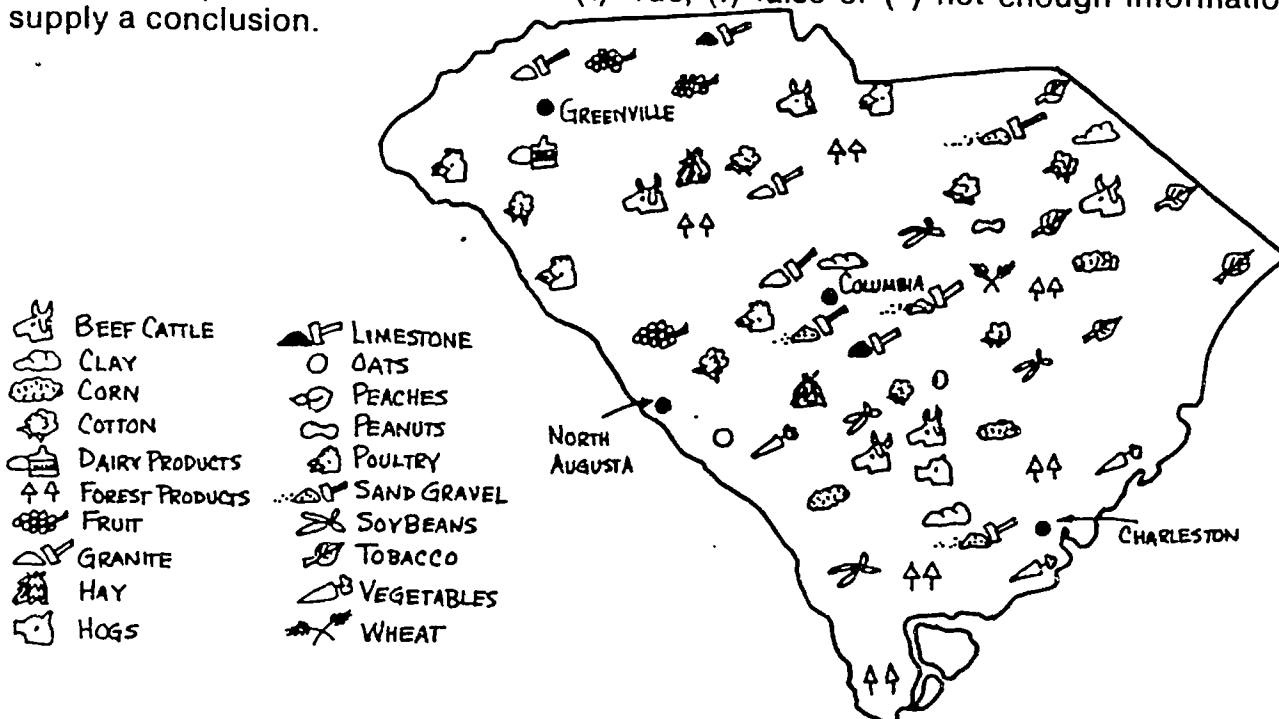 supply a conclusion.
GREENVILLE
COLUMBIA
NORTH
AUGUSTA
CHARLESTON
BEEF CATTLE
CLAY
CORN
COTTON
DAIRY PRODUCTS
FOREST PRODUCTS
FRUIT
GRANITE
HAY
HOGS
LIMESTONE
OATS
PEACHES
PEANUTS
POULTRY
SAND GRAVEL
SOYBEANS
TOBACCO
VEGETABLES
WHEAT